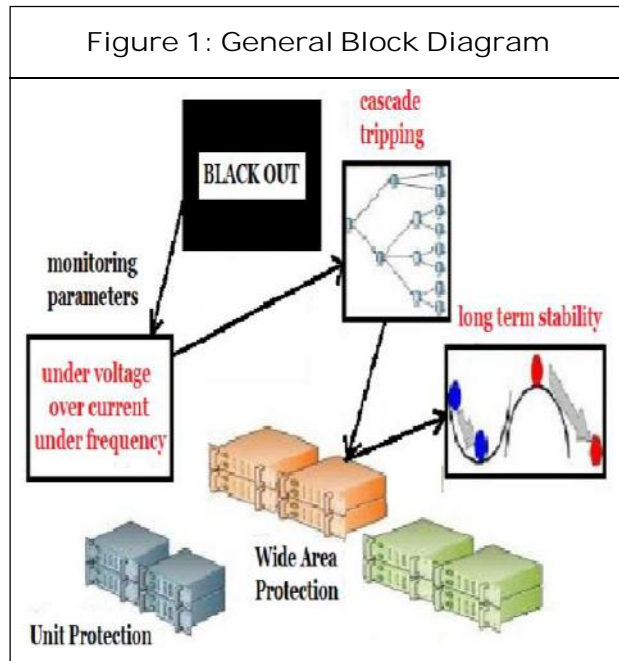 Figure 1: General Block Diagram
cascade
tripping
BLACK OUT
monitoring
parameters
long term stability
under voltage
over current
under frequency
Wide Area
Protection
Unit Protection